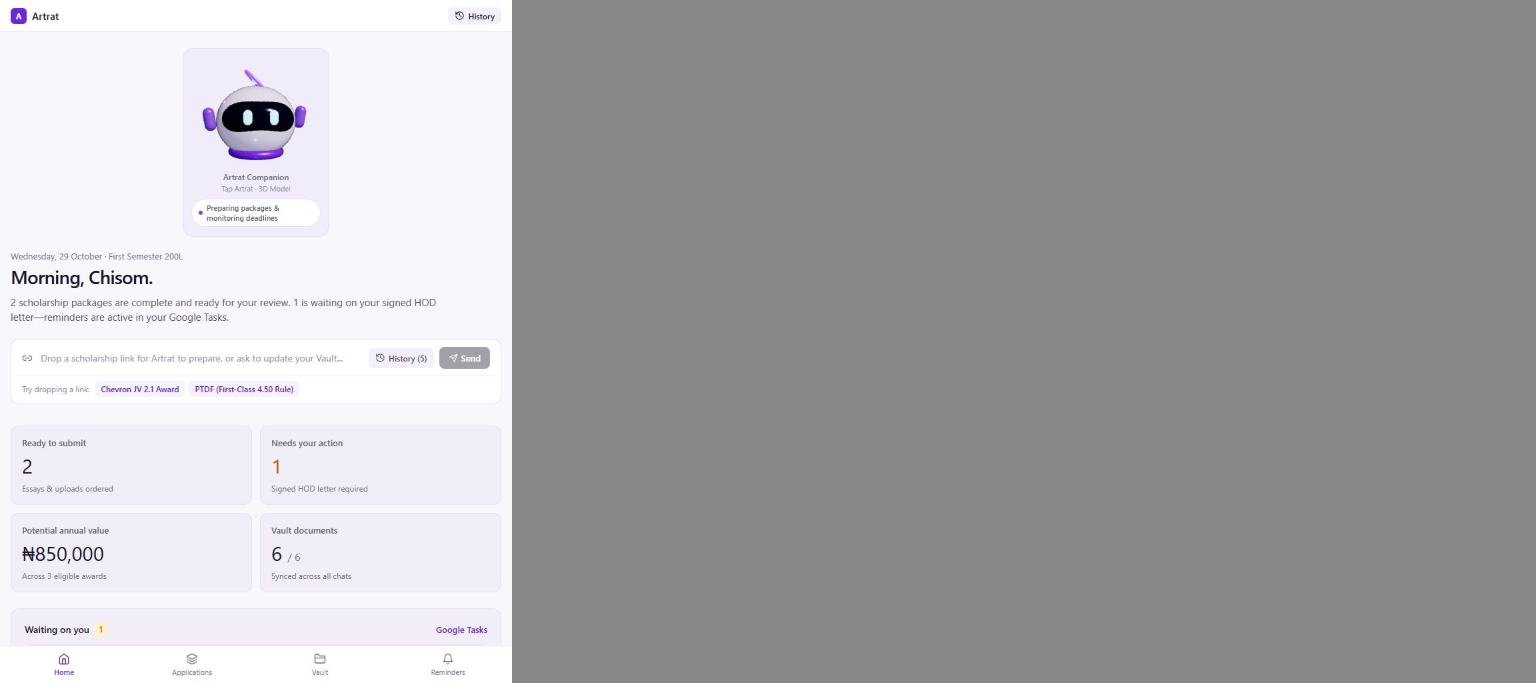 A Artrat
History
Artrat Companion
Tap Artrat · 3D Model
Preparing packages &
monitoring deadlines
Wednesday, 29 October · First Semester 200L
Morning, Chisom.
2 scholarship packages are complete and ready for your review. 1 is waiting on your signed HOD
letter—reminders are active in your Google Tasks.
Drop a scholarship link for Artrat to prepare, or ask to update your Vault...
History (5)
Send
Try dropping a link:
Chevron JV 2.1 Award
PTDF (First-Class 4.50 Rule)
Ready to submit
2
Essays & uploads ordered
Needs your action
1
Signed HOD letter required
Potential annual value
₦850,000
Across 3 eligible awards
Vault documents
6 / 6
Synced across all chats
Waiting on you 1
Google Tasks
Home
Applications
Vault
Reminders